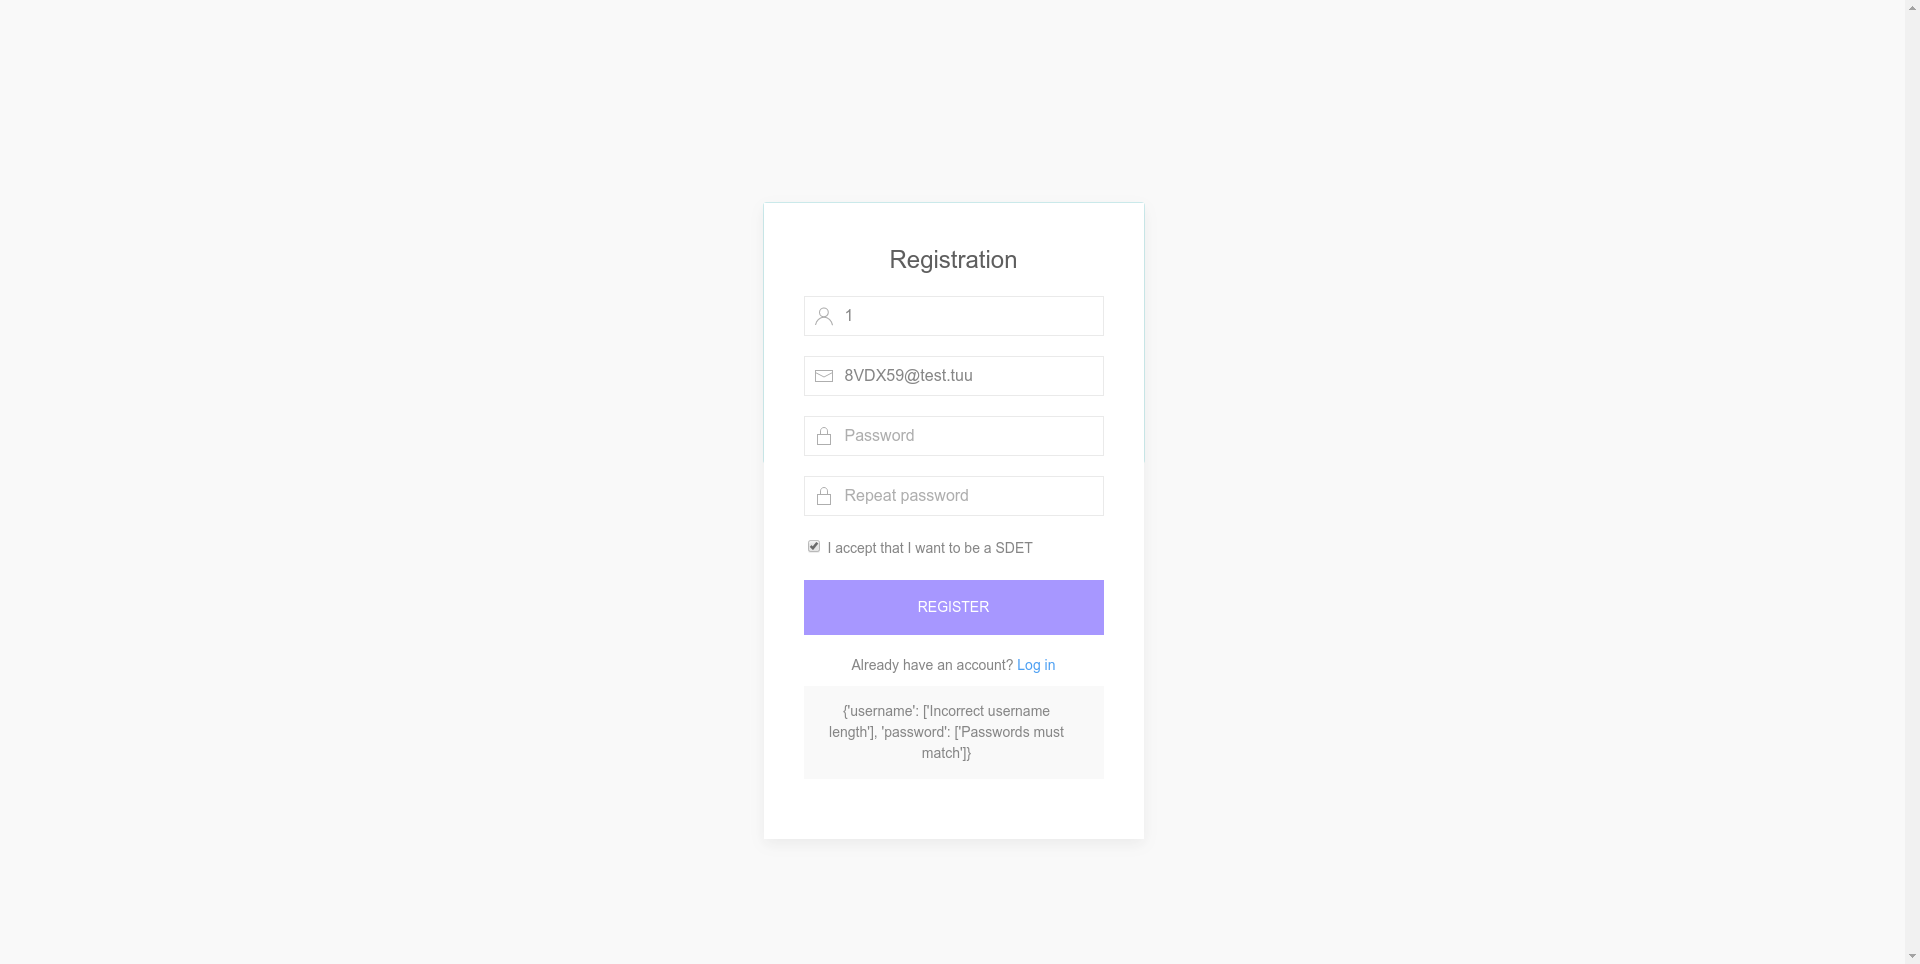 Registration
1
8VDX59@test.tuu
Password
Repeat password
I accept that I want to be a SDET
REGISTER
Already have an account? Log in
{'username': ['Incorrect username
length'], 'password': ['Passwords must
match']}